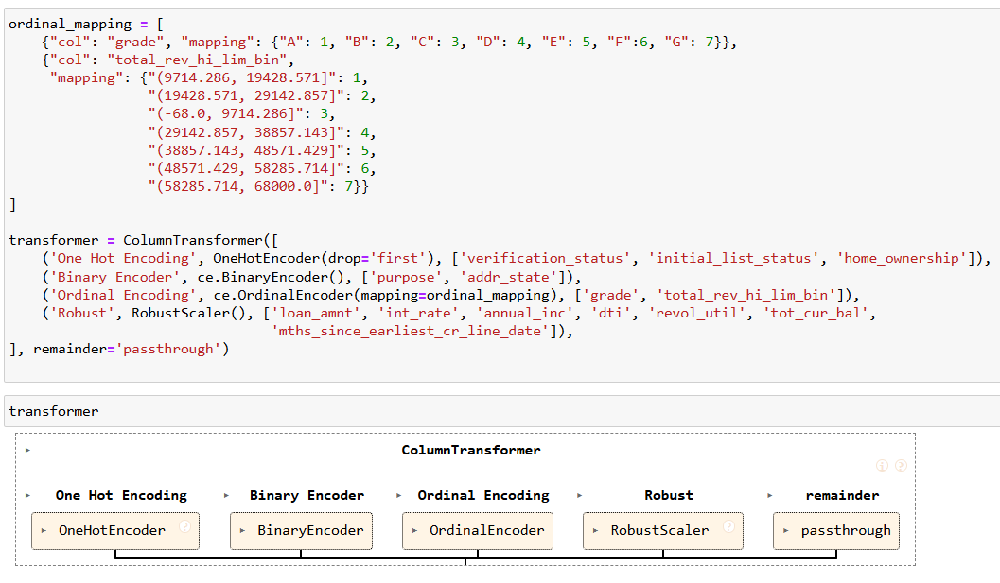 ordinal_mapping = [
    {"col": "grade", "mapping": {"A": 1, "B": 2, "C": 3, "D": 4, "E": 5, "F":6, "G": 7}},
    {"col": "total_rev_hi_lim_bin",
     "mapping": {"(9714.286, 19428.571]": 1,
                 "(19428.571, 29142.857]": 2,
                 "(-68.0, 9714.286]": 3,
                 "(29142.857, 38857.143]": 4,
                 "(38857.143, 48571.429]": 5,
                 "(48571.429, 58285.714]": 6,
                 "(58285.714, 68000.0]": 7}}
]
transformer = ColumnTransformer([
    ('One Hot Encoding', OneHotEncoder(drop='first'), ['verification_status', 'initial_list_status', 'home_ownership']),
    ('Binary Encoder', ce.BinaryEncoder(), ['purpose', 'addr_state']),
    ('Ordinal Encoding', ce.OrdinalEncoder(mapping=ordinal_mapping), ['grade', 'total_rev_hi_lim_bin']),
    ('Robust', RobustScaler(), ['loan_amnt', 'int_rate', 'annual_inc', 'dti', 'revol_util', 'tot_cur_bal',
                                'mths_since_earliest_cr_line_date']),
], remainder='passthrough')
transformer
ColumnTransformer
i ?
One Hot Encoding Binary Encoder Ordinal Encoding Robust remainder
OneHotEncoder ? BinaryEncoder OrdinalEncoder RobustScaler ? passthrough